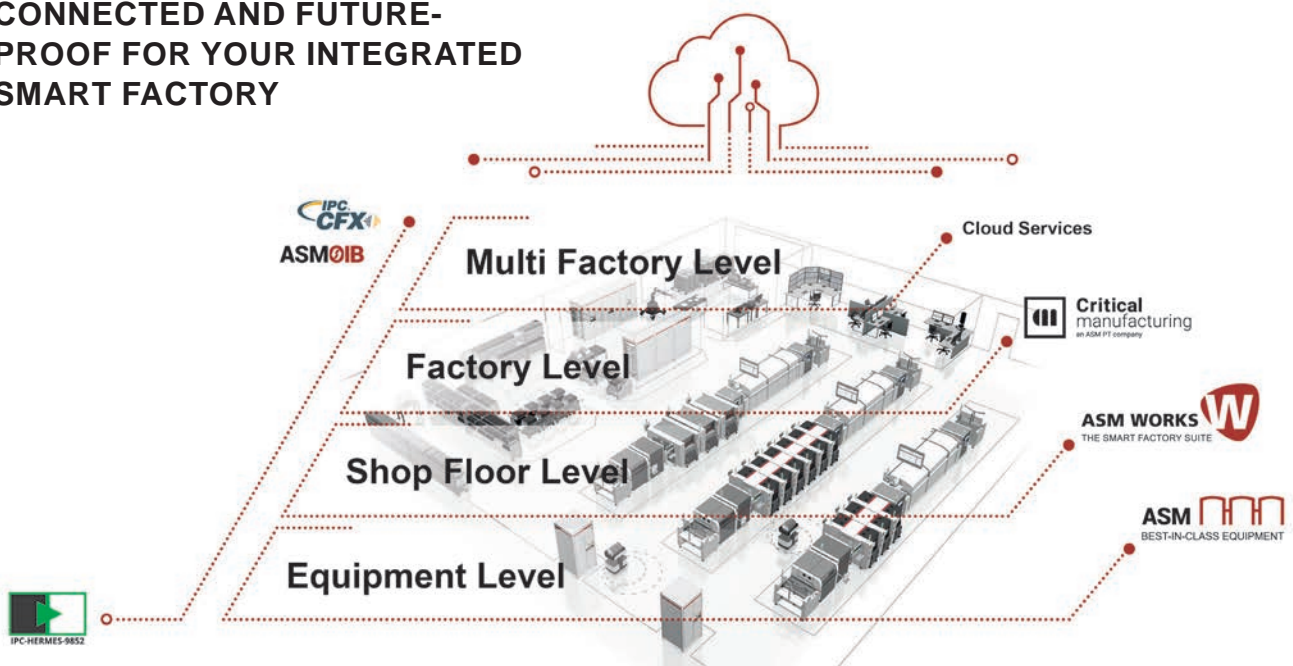 CONNECTED AND FUTURE-
PROOF FOR YOUR INTEGRATED
SMART FACTORY
IPC.
CFX
ASMOIB
Multi Factory Level
Cloud Services
Critical
manufacturing
an ASM PT company
Factory Level
ASM WORKS W
THE SMART FACTORY SUITE
Shop Floor Level
ASM
BEST-IN-CLASS EQUIPMENT
Equipment Level
IPC-HERMES-9852